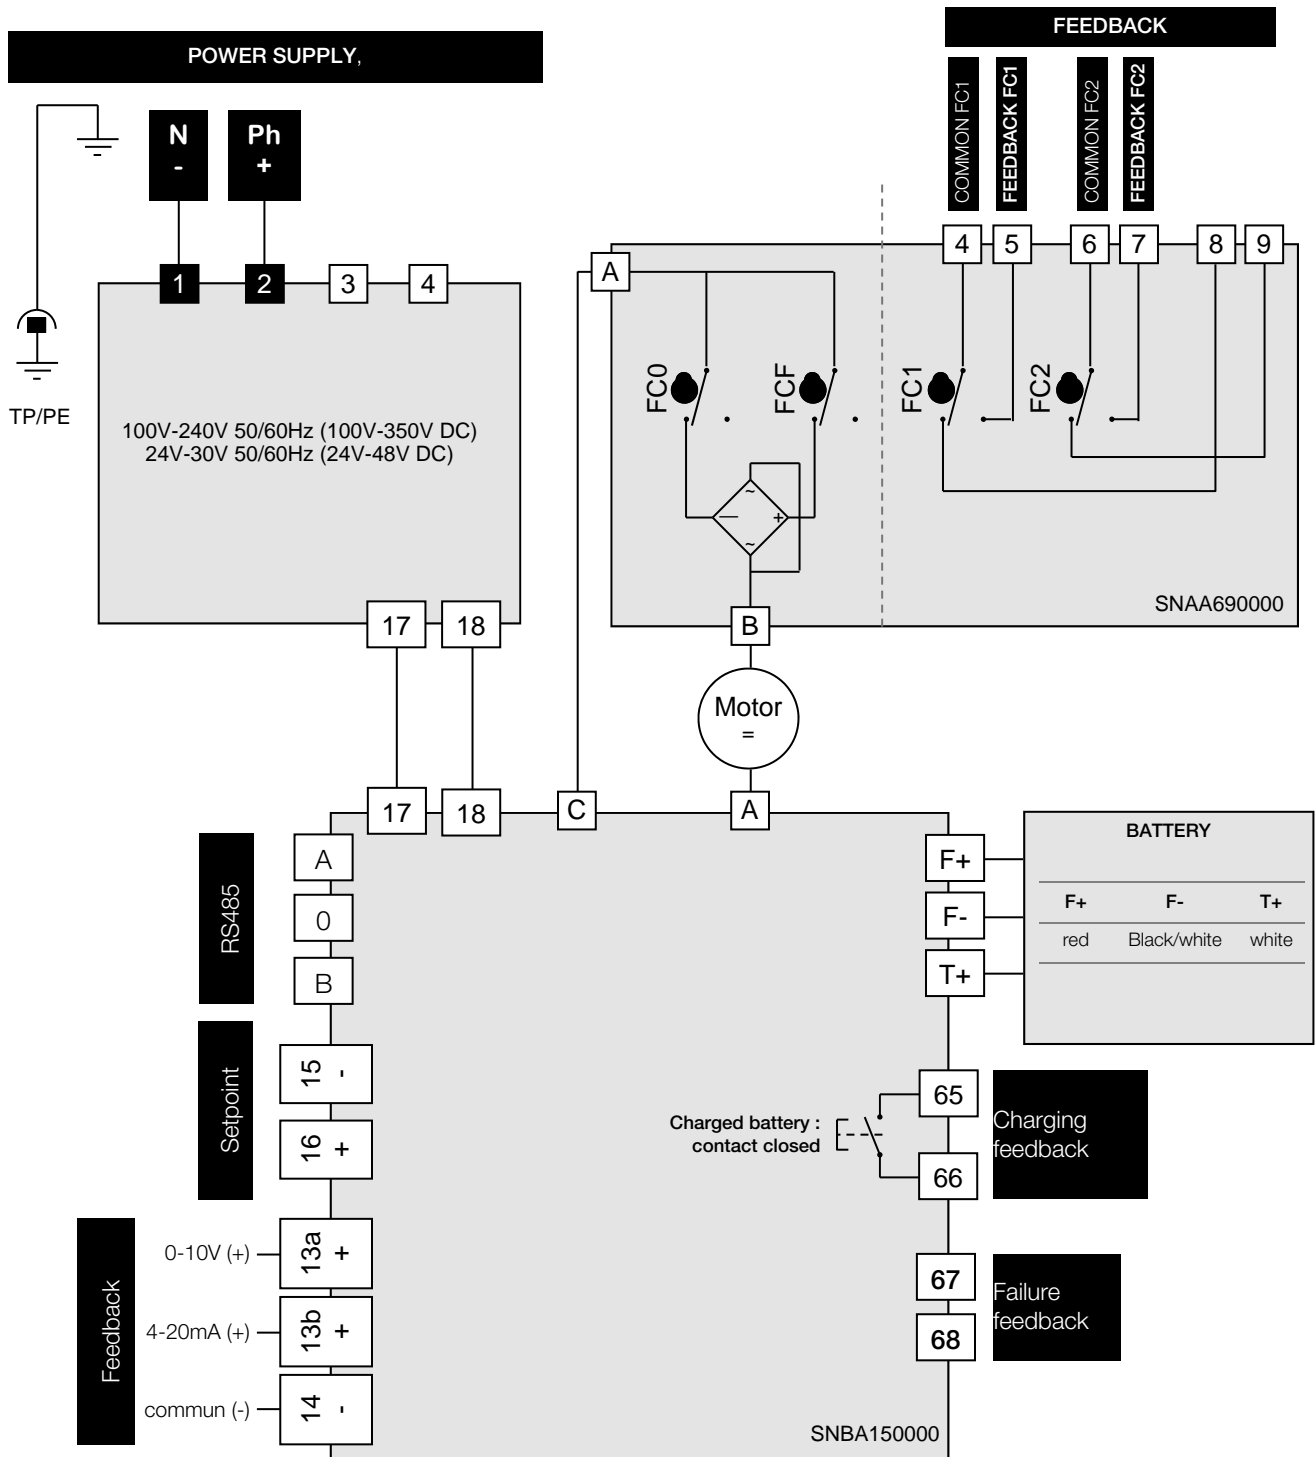 FEEDBACK
POWER SUPPLY,
COMMON FC1
FEEDBACK FC1
COMMON FC2
FEEDBACK FC2
N
-
Ph
+
4
5
6
7
8
9
1
2
3
4
A
TP/PE
100V-240V 50/60Hz (100V-350V DC)
24V-30V 50/60Hz (24V-48V DC)
FC0
FCF
FC1
FC2
~
—
+
~
SNAA690000
17
18
B
Motor
=
17
18
C
A
RS485
A
0
B
F+
F-
T+
BATTERY
F+ F- T+
red Black/white white
Setpoint
15 -
16 +
Charged battery :
contact closed
65
66
Charging
feedback
Feedback
0-10V (+)
13a +
4-20mA (+)
13b +
commun (-)
14 -
67
68
Failure
feedback
SNBA150000